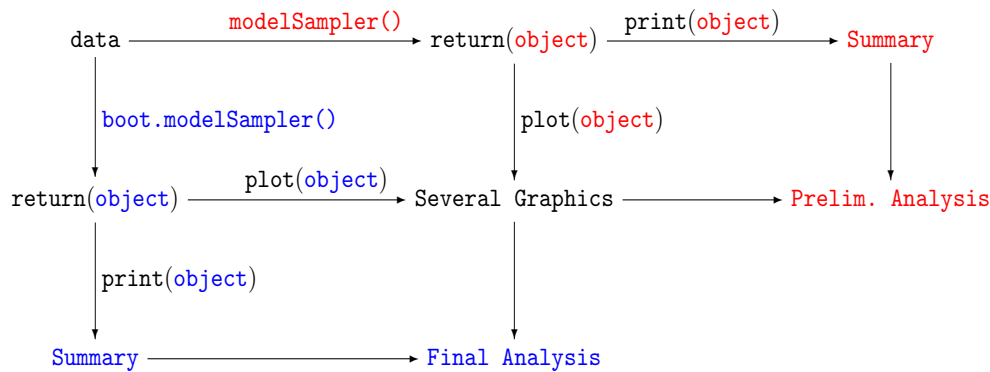 modelSampler()
data
return(object)
print(object)
Summary
boot.modelSampler()
plot(object)
return(object)
plot(object)
Several Graphics
Prelim. Analysis
print(object)
Summary
Final Analysis